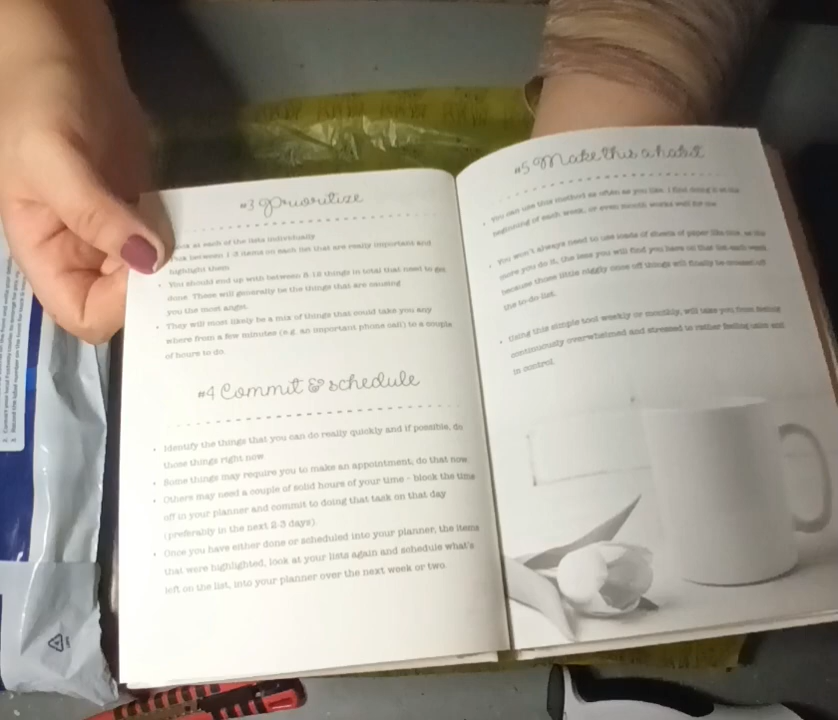 #3 Prioritize
at each of the lists individually
Pick between 1-3 items on each list that are really important and
highlight them
• You should end up with between 8-12 things in total that need to get
done. These will generally be the things that are causing
you the most angst.
• They will most likely be a mix of things that could take you any
where from a few minutes (e.g. an important phone call) to a couple
of hours to do.
#4 Commit & schedule
• Identify the things that you can do really quickly and if possible, do
those things right now.
• Some things may require you to make an appointment; do that now.
• Others may need a couple of solid hours of your time - block the time
off in your planner and commit to doing that task on that day
(preferably in the next 2-3 days).
• Once you have either done or scheduled into your planner, the items
that were highlighted, look at your lists again and schedule what's
left on the list, into your planner over the next week or two.
#5 Make this a habit
• You can use this method as often as you like. I find doing it at the
beginning of each week, or even month works well for me
• You won't always need to use loads of sheets of paper like this, as the
more you do it, the less you will find you have on that list each week
because those little niggly once off things will finally be crossed off
the to-do list.
• Using this simple tool weekly or monthly, will take you from feeling
continuously overwhelmed and stressed to rather feeling calm and
in control.